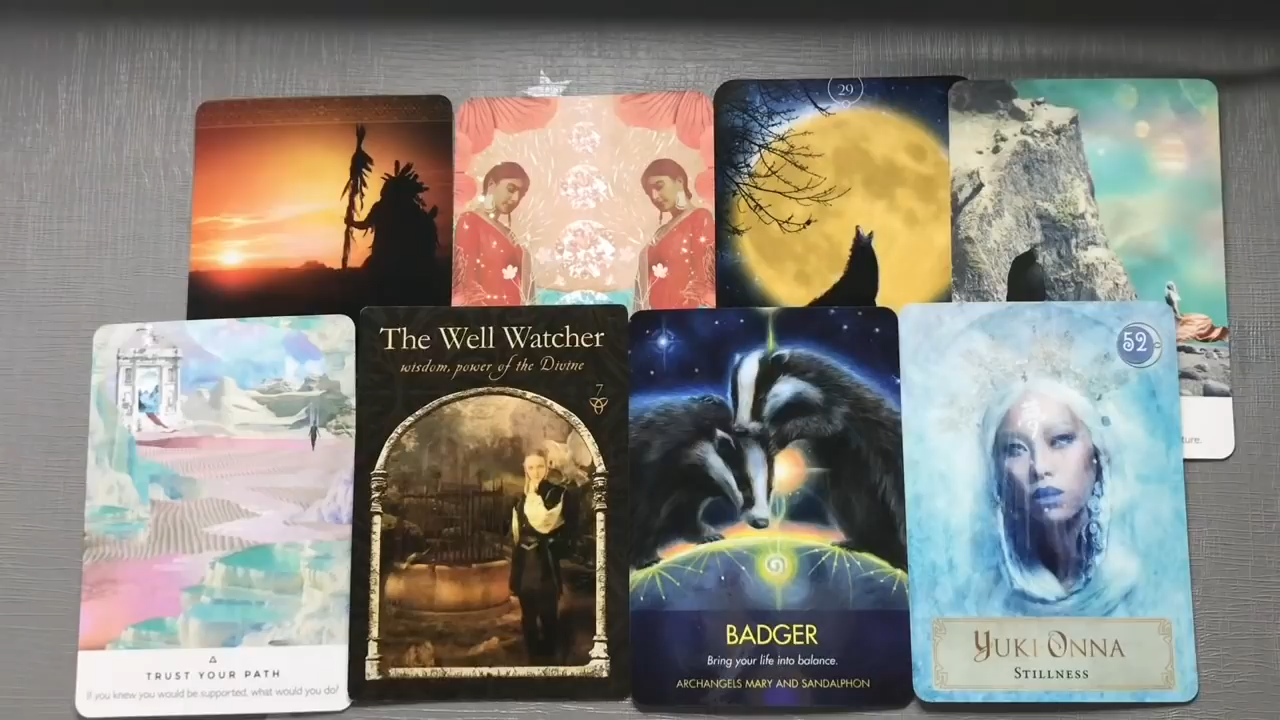 29
The Well Watcher
wisdom, power of the Divine
7
52
ture.
TRUST YOUR PATH
If you knew you would be supported, what would you do?
BADGER
Bring your life into balance.
ARCHANGELS MARY AND SANDALPHON
YUKI ONNA
STILLNESS